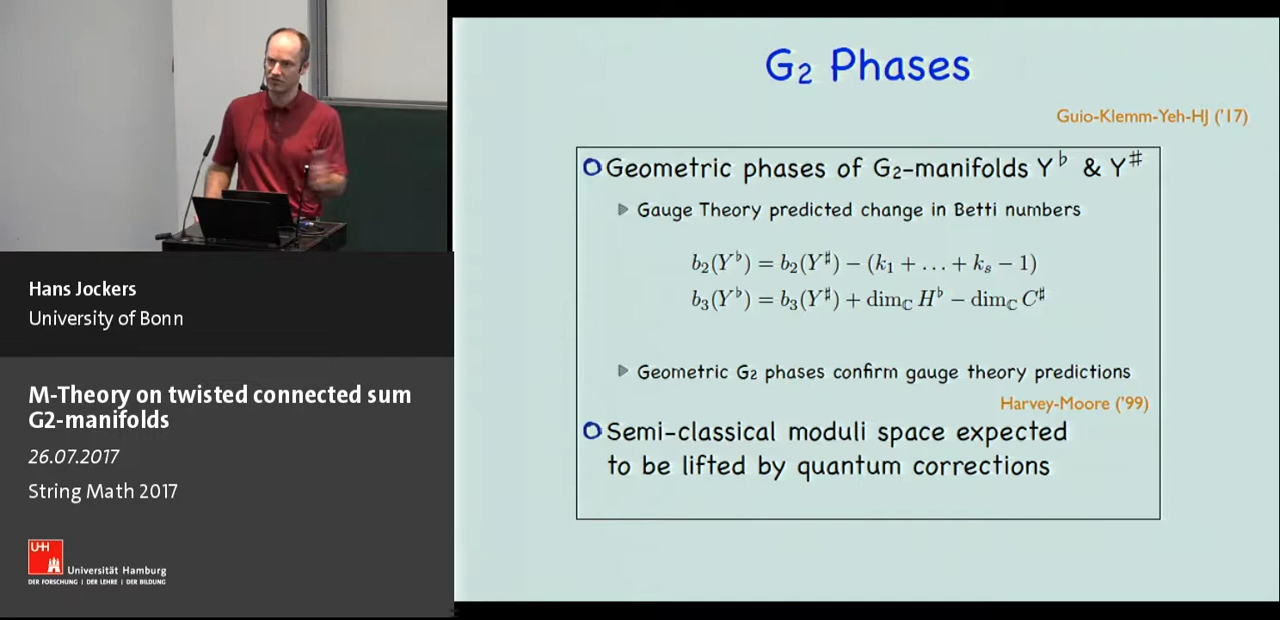 G₂ Phases
Guio-Klemm-Yeh-HJ ('17)
Geometric phases of G₂-manifolds Y♭ & Y♯
Gauge Theory predicted change in Betti numbers
b₂(Y♭) = b₂(Y♯) − (k₁ + … + kₛ − 1)
b₃(Y♭) = b₃(Y♯) + dim_ℂ H♭ − dim_ℂ C♯
Geometric G₂ phases confirm gauge theory predictions
Harvey-Moore ('99)
Semi-classical moduli space expected
to be lifted by quantum corrections
Hans Jockers
University of Bonn
M-Theory on twisted connected sum
G2-manifolds
26.07.2017
String Math 2017
UH
Universität Hamburg
DER FORSCHUNG | DER LEHRE | DER BILDUNG